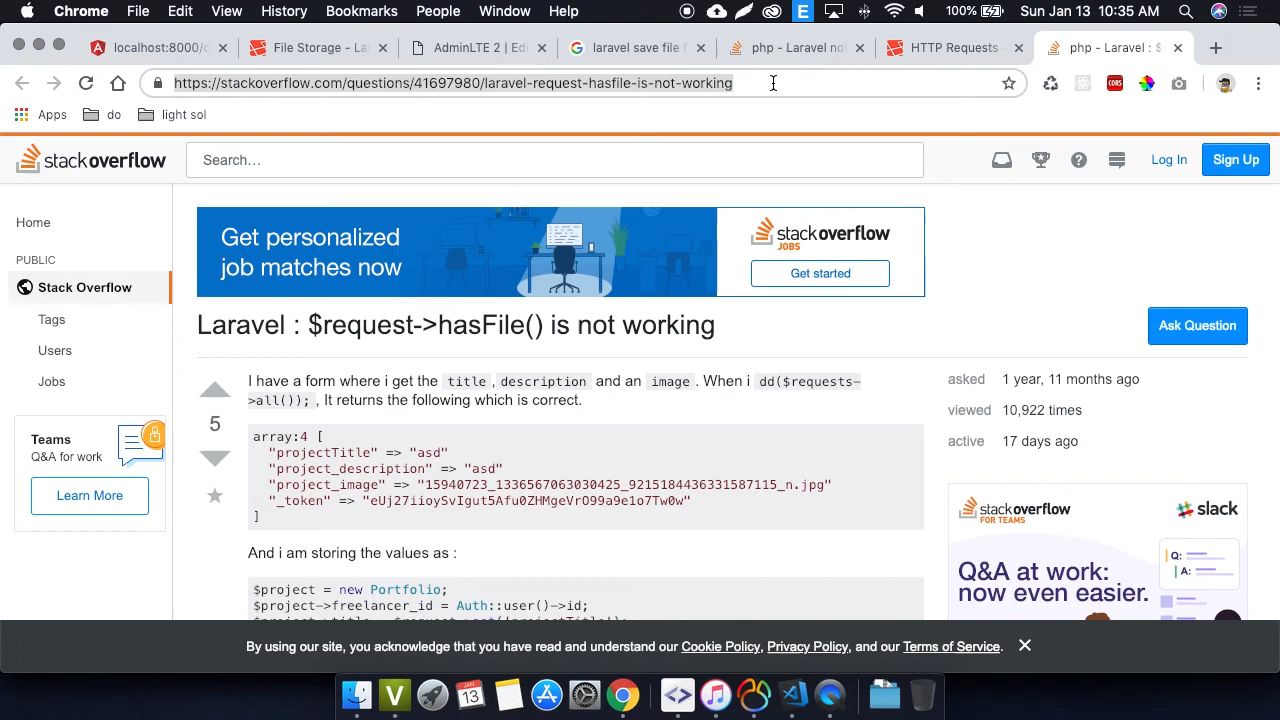 Chrome File Edit View History Bookmarks People Window Help 100% Sun Jan 13 10:35 AM
localhost:8000/ File Storage - La AdminLTE 2 | Edi laravel save file f php - Laravel not HTTP Requests - php - Laravel : $
https://stackoverflow.com/questions/41697980/laravel-request-hasfile-is-not-working
CORS
Apps do light sol
stackoverflow Search… Log In Sign Up
Home
PUBLIC
Stack Overflow
Tags
Users
Jobs
Teams
Q&A for work
Learn More
Get personalized
job matches now
stackoverflow
JOBS
Get started
Laravel : $request->hasFile() is not working
Ask Question
5
I have a form where i get the title ,description and an image . When i dd($requests-
>all()); , It returns the following which is correct.
array:4 [
"projectTitle" => "asd"
"project_description" => "asd"
"project_image" => "15940723_1336567063030425_9215184436331587115_n.jpg"
"_token" => "eUj27iioySvIgut5Afu0ZHMgeVrO99a9e1o7Tw0w"
]
And i am storing the values as :
$project = new Portfolio;
$project->freelancer_id = Auth::user()->id;
asked 1 year, 11 months ago
viewed 10,922 times
active 17 days ago
stackoverflow
FOR TEAMS
slack
Q:
A:
Q&A at work:
now even easier.
By using our site, you acknowledge that you have read and understand our Cookie Policy, Privacy Policy, and our Terms of Service.
JAN
13